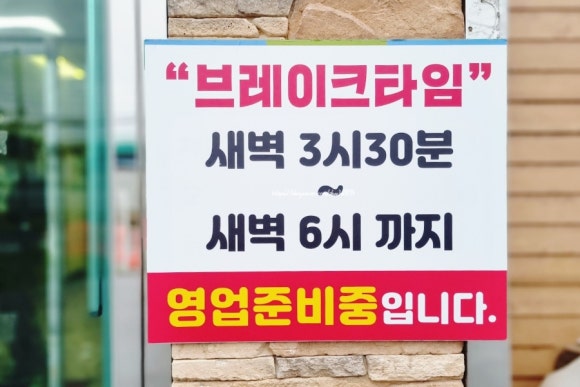 “브레이크타임”
새벽 3시30분
~
새벽 6시 까지
영업준비중입니다.